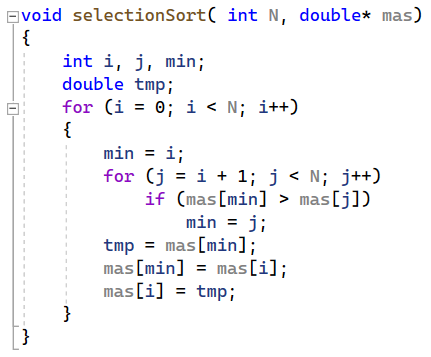 void selectionSort( int N, double* mas)
{
    int i, j, min;
    double tmp;
    for (i = 0; i < N; i++)
    {
        min = i;
        for (j = i + 1; j < N; j++)
            if (mas[min] > mas[j])
                min = j;
        tmp = mas[min];
        mas[min] = mas[i];
        mas[i] = tmp;
    }
}